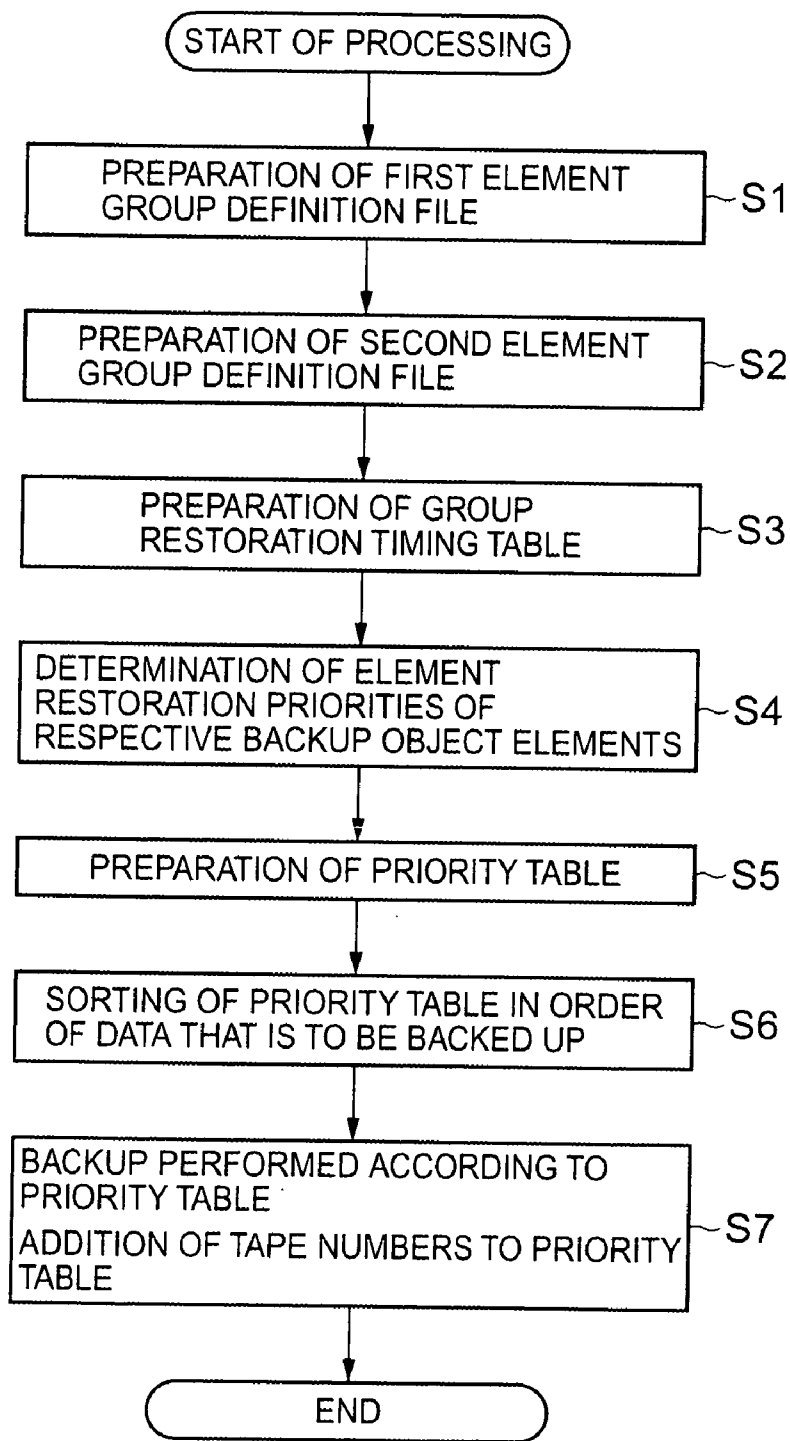 START OF PROCESSING
PREPARATION OF FIRST ELEMENT
GROUP DEFINITION FILE
S1
PREPARATION OF SECOND ELEMENT
GROUP DEFINITION FILE
S2
PREPARATION OF GROUP
RESTORATION TIMING TABLE
S3
DETERMINATION OF ELEMENT
RESTORATION PRIORITIES OF
RESPECTIVE BACKUP OBJECT ELEMENTS
S4
PREPARATION OF PRIORITY TABLE
S5
SORTING OF PRIORITY TABLE IN ORDER
OF DATA THAT IS TO BE BACKED UP
S6
BACKUP PERFORMED ACCORDING TO
PRIORITY TABLE
ADDITION OF TAPE NUMBERS TO PRIORITY
TABLE
S7
END